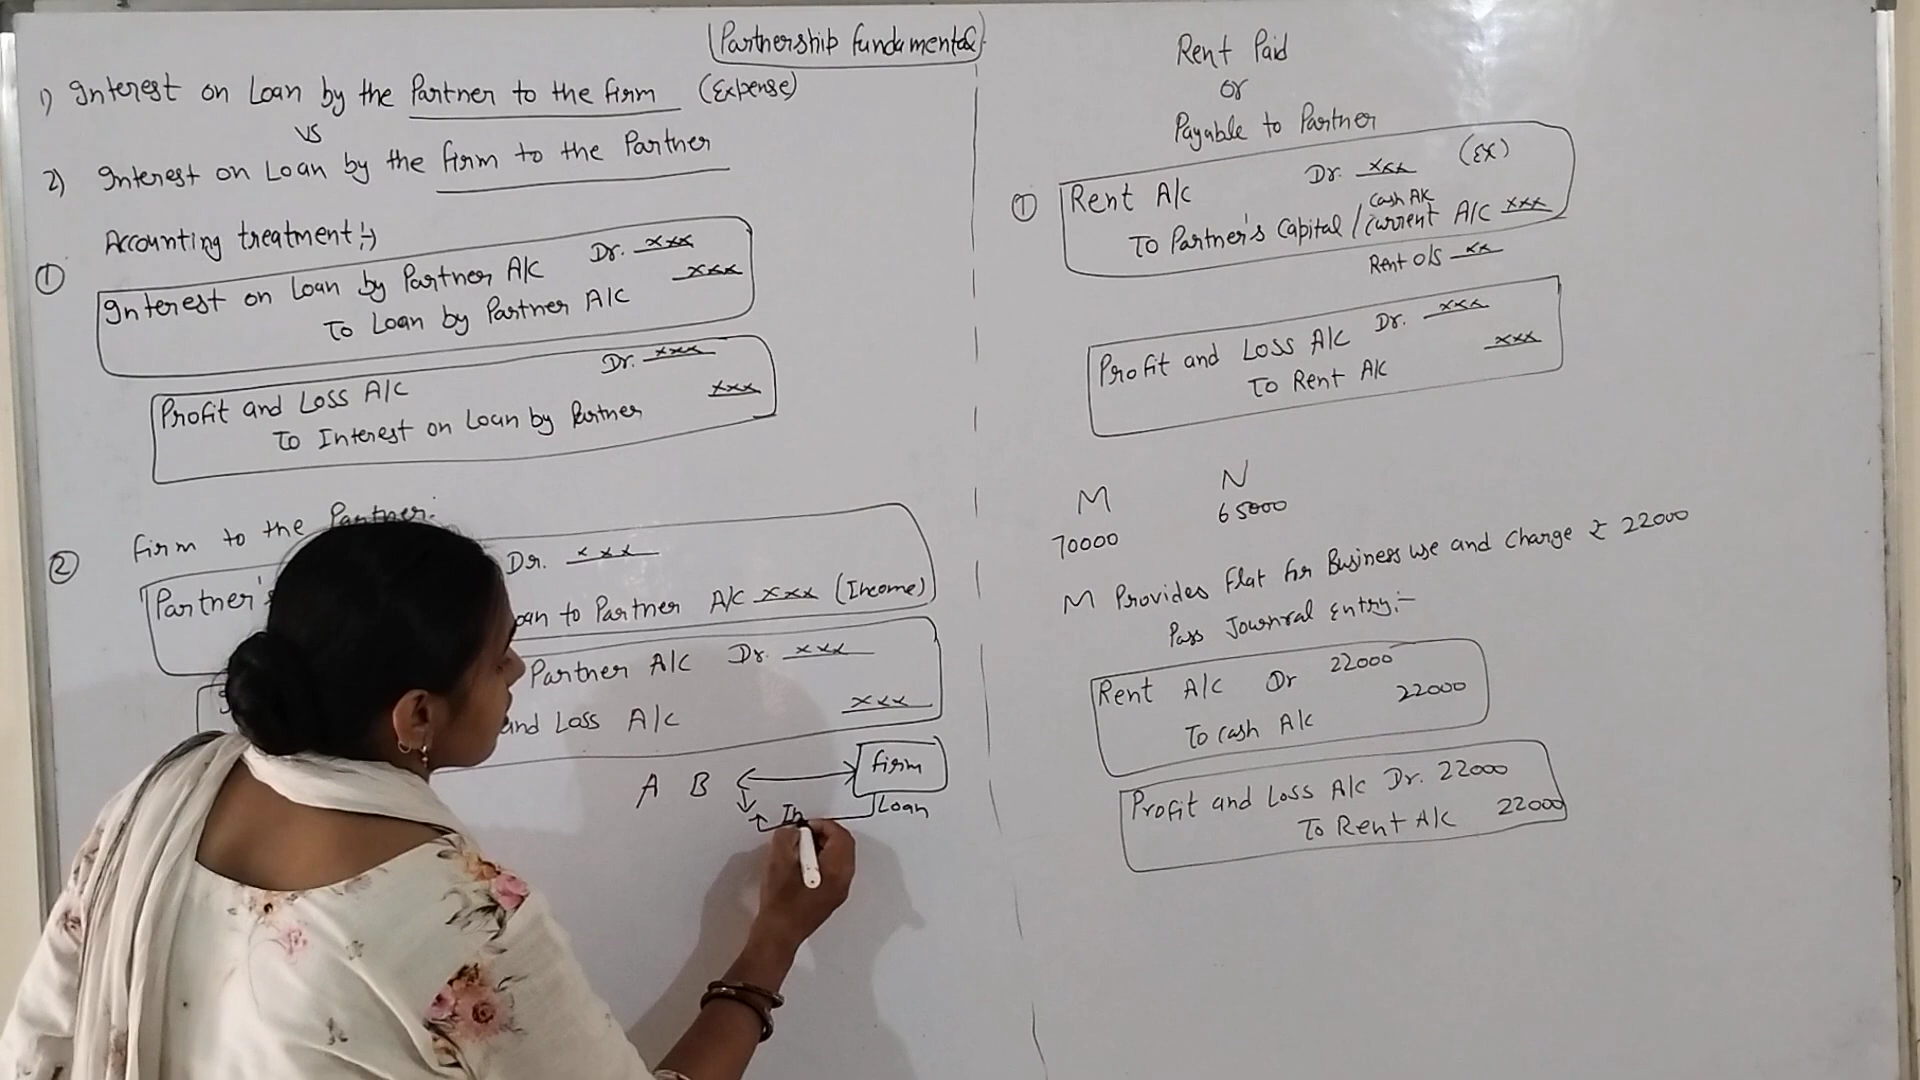 Partnership Fundamental
1) Interest on Loan by the Partner to the firm (Expense)
VS
2) Interest on Loan by the firm to the Partner
Accounting treatment :-)
① Interest on Loan by Partner A/c Dr. xxx
To Loan by Partner A/c xxx
Profit and Loss A/c Dr. xxx
To Interest on Loan by Partner xxx
② firm to the Partner:
Partner's Dr. xxx
oan to Partner A/c xxx (Income)
Partner A/c Dr. xxx
and Loss A/c xxx
A B firm
Loan
In
Rent Paid
or
Payable to Partner
① Rent A/c Dr. xxx (EX)
Cash A/c
To Partner's Capital / Current A/c xxx
Rent o/s xx
Profit and Loss A/c Dr. xxx
To Rent A/c xxx
M N
70000 65000
M Provides Flat for Business use and Charge ₹ 22000
Pass Jounral Entry:-
Rent A/c Dr 22000
To cash A/c 22000
Profit and Loss A/c Dr. 22000
To Rent A/c 22000